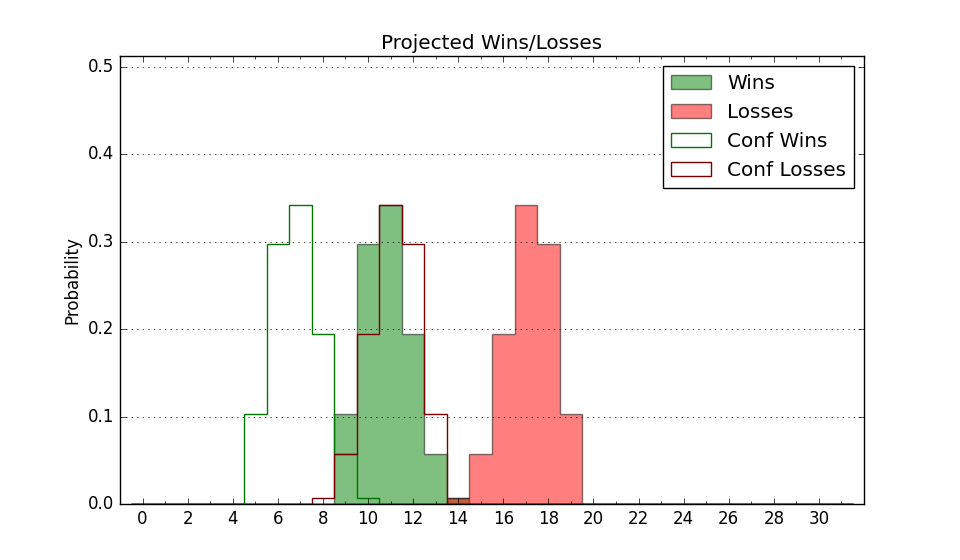 Projected Wins/Losses
Wins
Losses
Conf Wins
Conf Losses
Probability
0.5
0.4
0.3
0.2
0.1
0.0
0 2 4 6 8 10 12 14 16 18 20 22 24 26 28 30